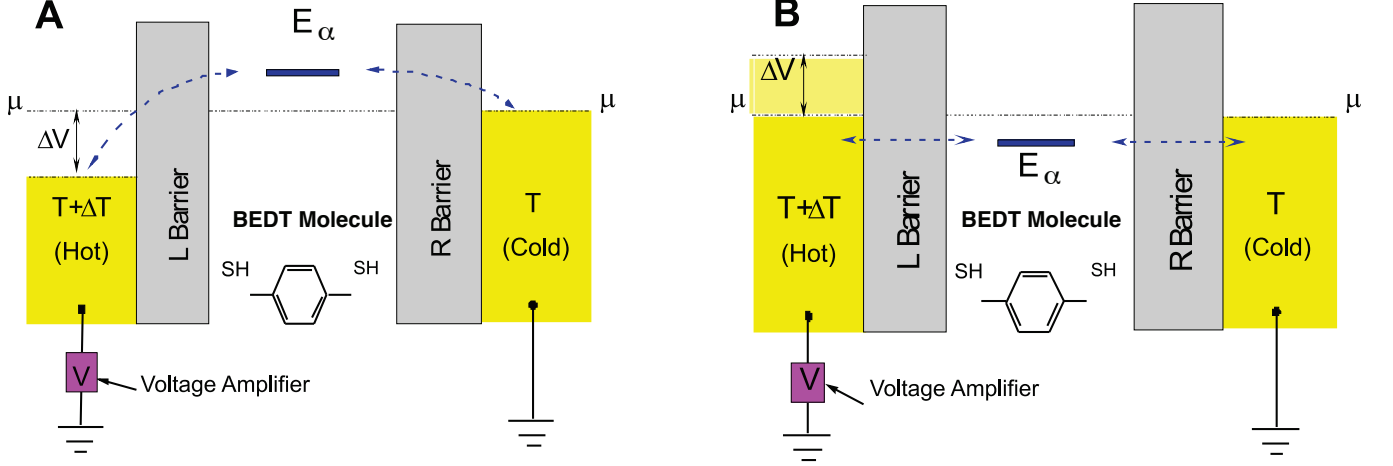 A
E α
μ
μ
ΔV
T+ΔT
(Hot)
L Barrier
BEDT Molecule
SH
SH
R Barrier
T
(Cold)
V
Voltage Amplifier
B
ΔV
μ
μ
T+ΔT
(Hot)
L Barrier
E α
BEDT Molecule
SH
SH
R Barrier
T
(Cold)
V
Voltage Amplifier